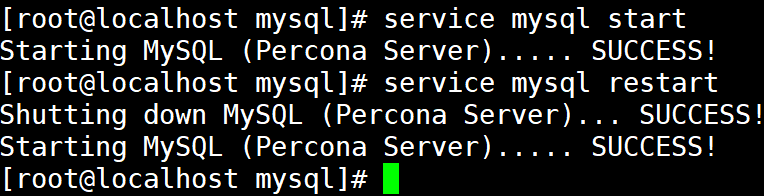 [root@localhost mysql]# service mysql start
Starting MySQL (Percona Server)..... SUCCESS!
[root@localhost mysql]# service mysql restart
Shutting down MySQL (Percona Server)... SUCCESS!
Starting MySQL (Percona Server)..... SUCCESS!
[root@localhost mysql]#